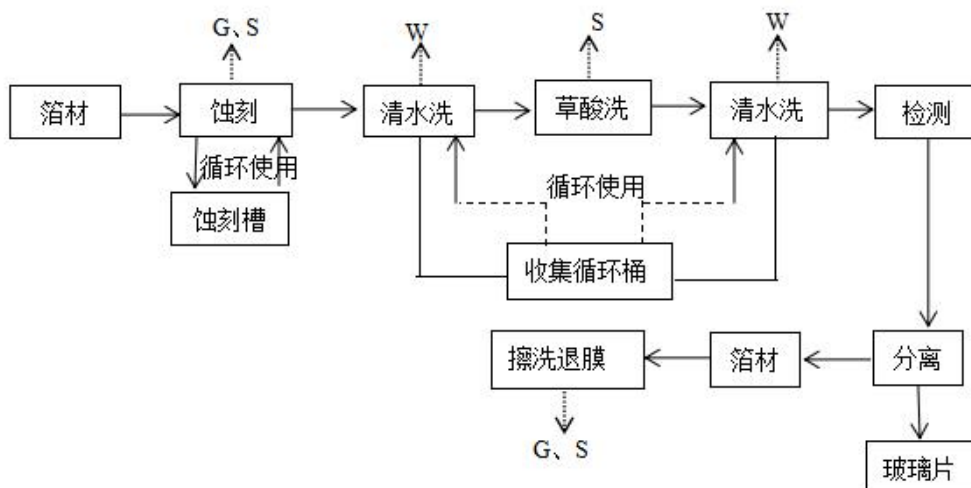 G、S
W
S
W
箔材
蚀刻
清水洗
草酸洗
清水洗
检测
循环使用
循环使用
蚀刻槽
收集循环桶
擦洗退膜
箔材
分离
G、S
玻璃片